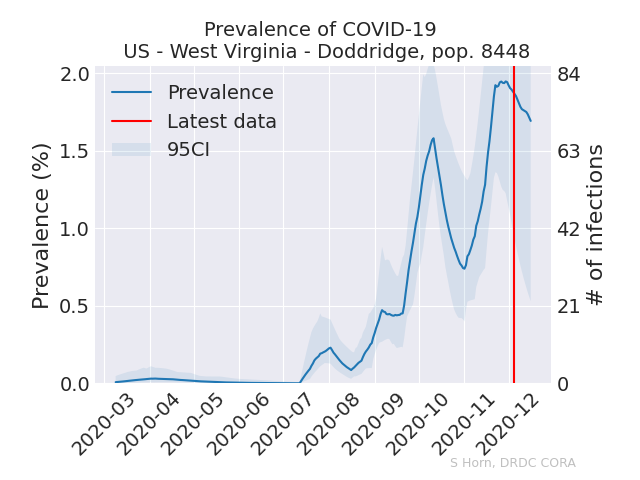 Prevalence of COVID-19
US - West Virginia - Doddridge, pop. 8448
Prevalence
Latest data
95CI
Prevalence (%)
2.0
1.5
1.0
0.5
0.0
84
63
42
21
0
# of infections
2020-03
2020-04
2020-05
2020-06
2020-07
2020-08
2020-09
2020-10
2020-11
2020-12
S Horn, DRDC CORA